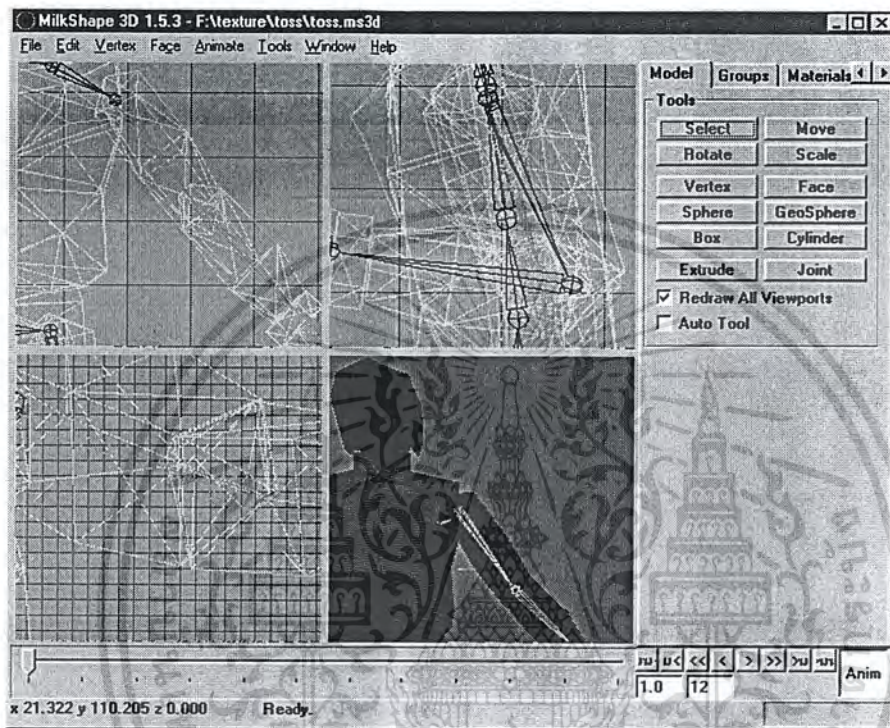 MilkShape 3D 1.5.3 - F:\texture\toss\toss.ms3d
File Edit Vertex Face Animate Tools Window Help
Model Groups Materials
Tools
Select Move
Rotate Scale
Vertex Face
Sphere GeoSphere
Box Cylinder
Extrude Joint
Redraw All Viewports
Auto Tool
<< < > >>
1.0 12 Anim
x 21.322 y 110.205 z 0.000 Ready.